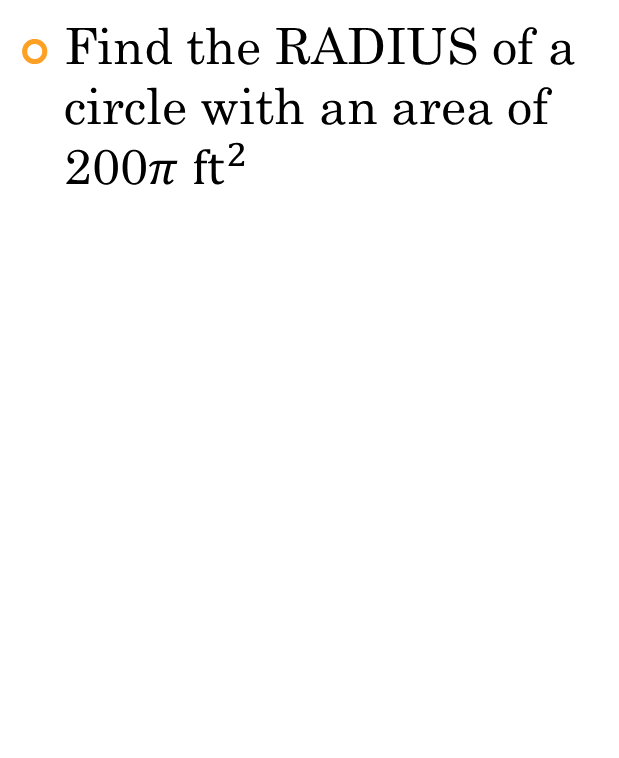 Find the RADIUS of a
circle with an area of
200π ft²